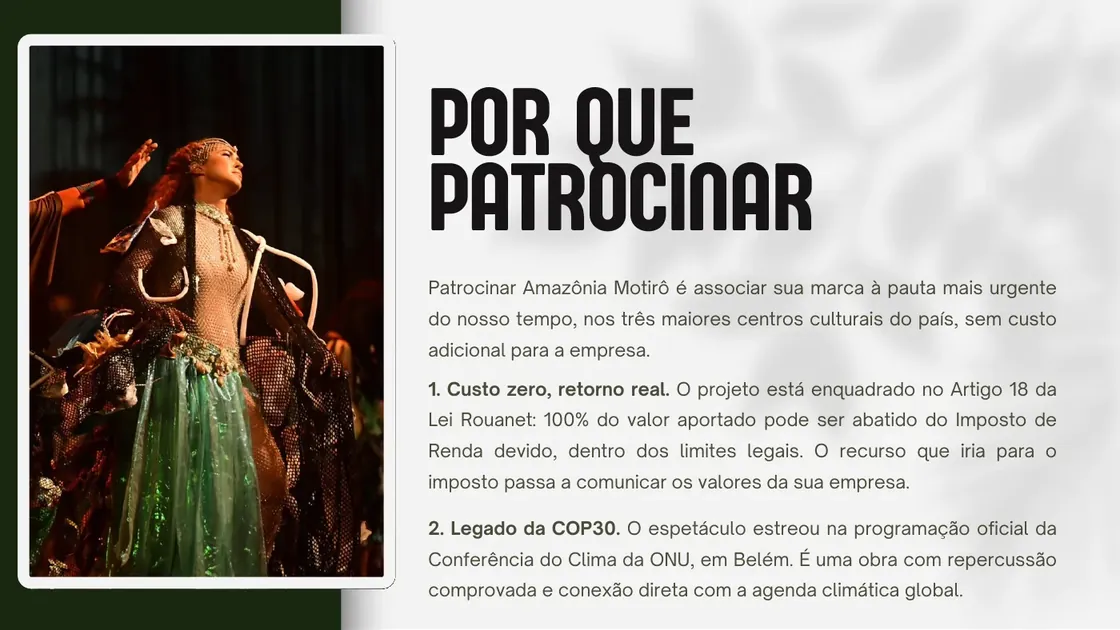 POR QUE
PATROCINAR
Patrocinar Amazônia Motirô é associar sua marca à pauta mais urgente
do nosso tempo, nos três maiores centros culturais do país, sem custo
adicional para a empresa.
1. Custo zero, retorno real. O projeto está enquadrado no Artigo 18 da
Lei Rouanet: 100% do valor aportado pode ser abatido do Imposto de
Renda devido, dentro dos limites legais. O recurso que iria para o
imposto passa a comunicar os valores da sua empresa.
2. Legado da COP30. O espetáculo estreou na programação oficial da
Conferência do Clima da ONU, em Belém. É uma obra com repercussão
comprovada e conexão direta com a agenda climática global.